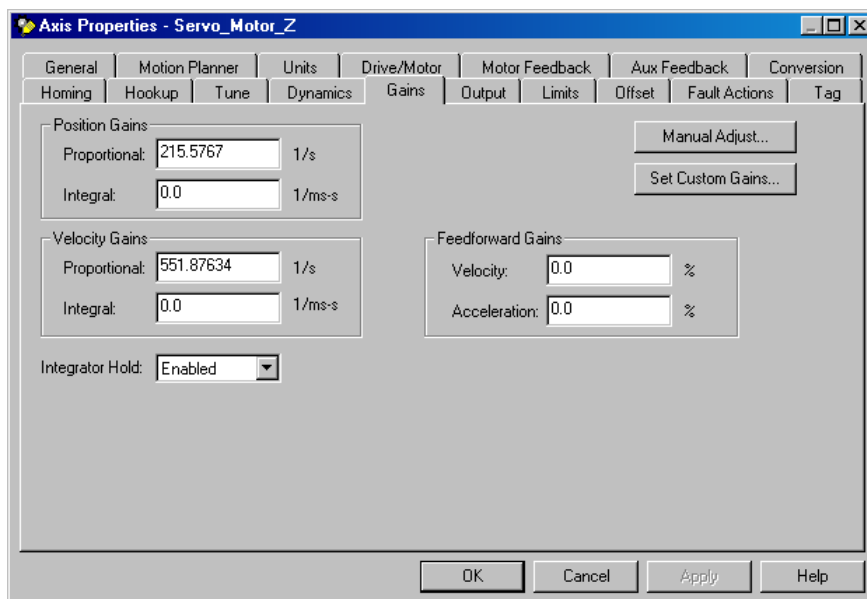 Axis Properties - Servo_Motor_Z
General Motion Planner Units Drive/Motor Motor Feedback Aux Feedback Conversion
Homing Hookup Tune Dynamics Gains Output Limits Offset Fault Actions Tag
Position Gains
Proportional: 215.5767 1/s
Integral: 0.0 1/ms-s
Manual Adjust...
Set Custom Gains...
Velocity Gains
Proportional: 551.87634 1/s
Integral: 0.0 1/ms-s
Feedforward Gains
Velocity: 0.0 %
Acceleration: 0.0 %
Integrator Hold: Enabled
OK Cancel Apply Help